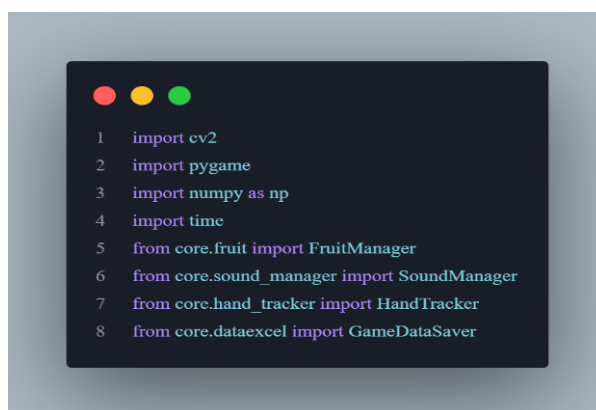 1 import cv2
2 import pygame
3 import numpy as np
4 import time
5 from core.fruit import FruitManager
6 from core.sound_manager import SoundManager
7 from core.hand_tracker import HandTracker
8 from core.dataexcel import GameDataSaver